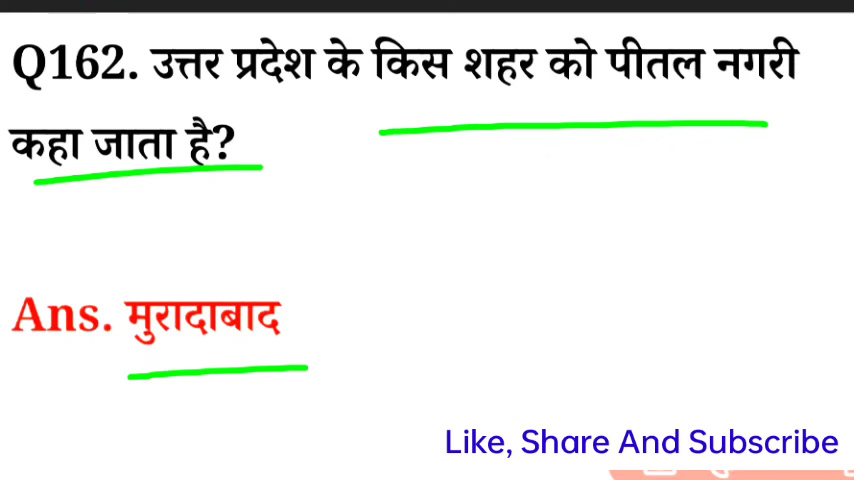 Q162. उत्तर प्रदेश के किस शहर को पीतल नगरी
कहा जाता है?
Ans. मुरादाबाद
Like, Share And Subscribe